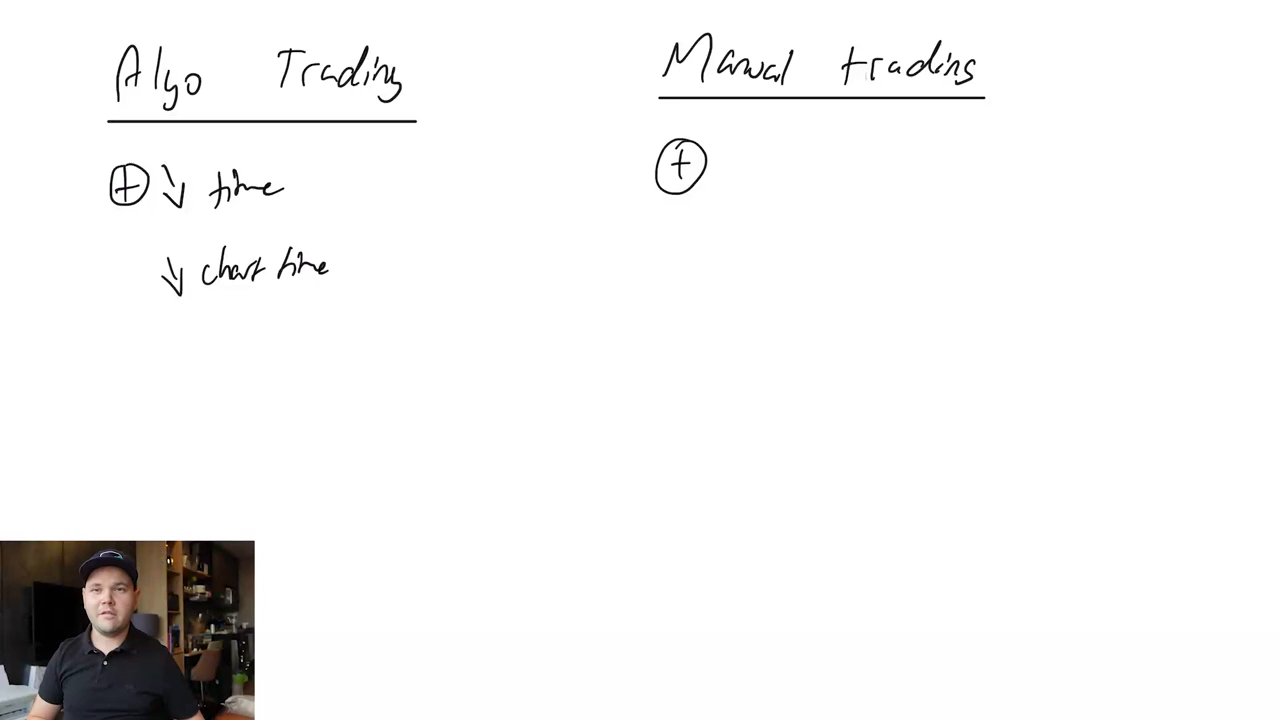 Algo Trading
⊕ ↘ time
↘ chart time
Manual trading
⊕